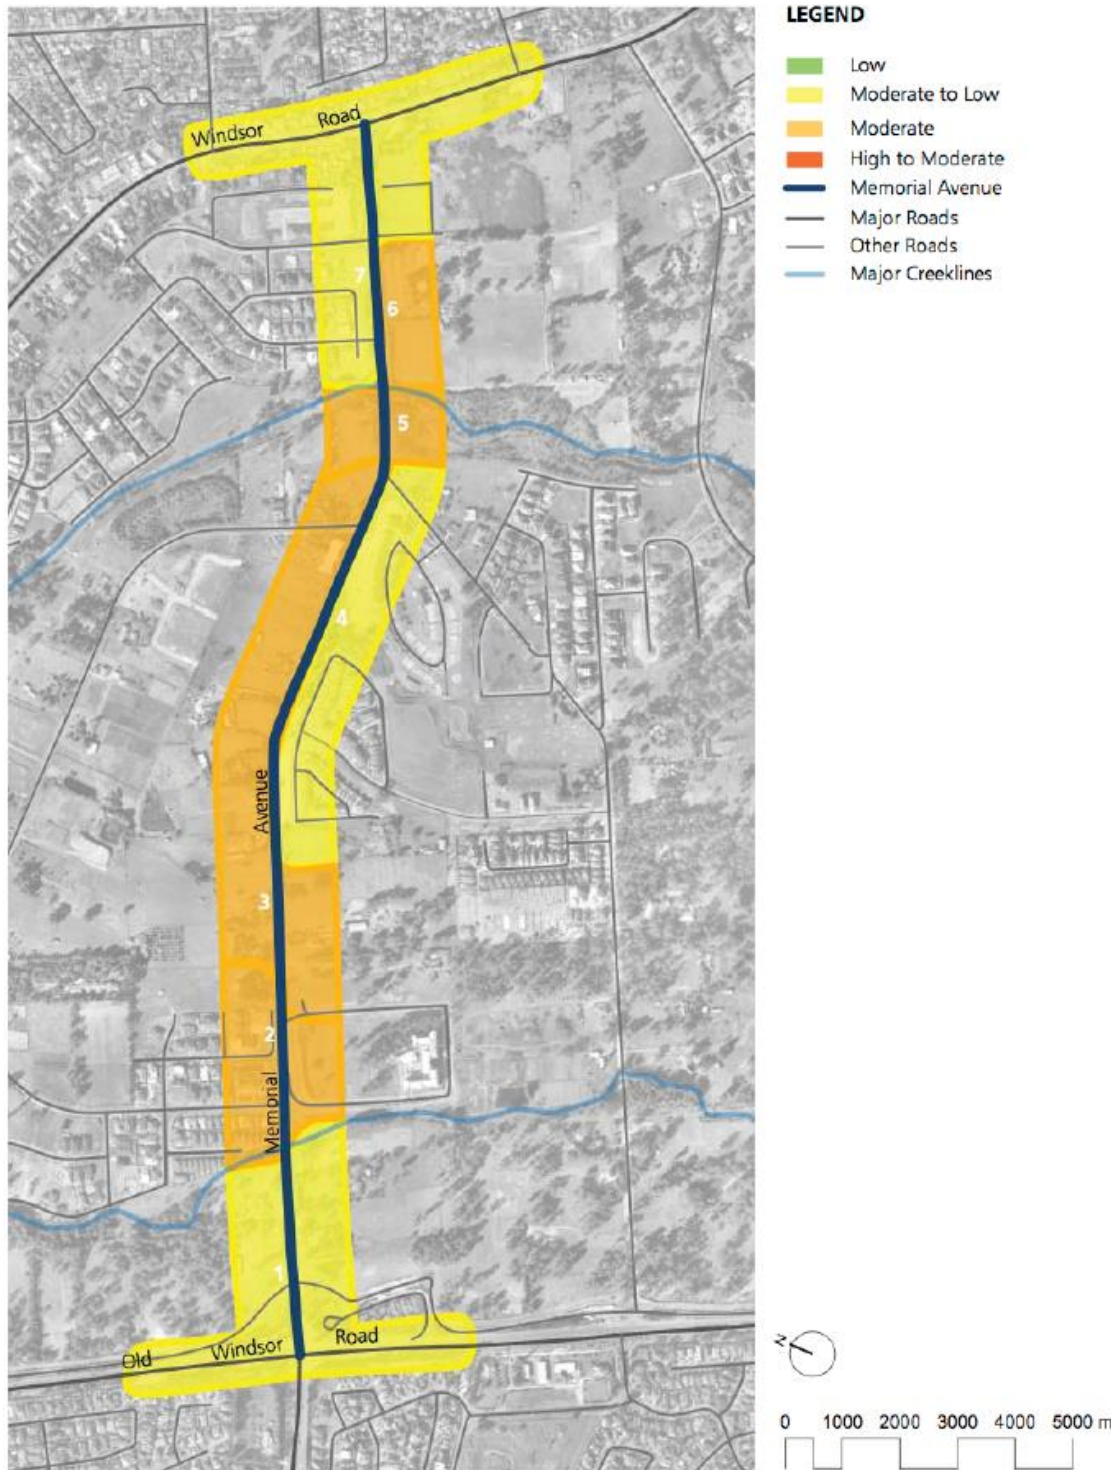 LEGEND
Low
Moderate to Low
Moderate
High to Moderate
Memorial Avenue
Major Roads
Other Roads
Major Creeklines
Windsor Road
7
6
5
4
Avenue
3
2
Memorial
1
Old Windsor Road
N
0 1000 2000 3000 4000 5000 m